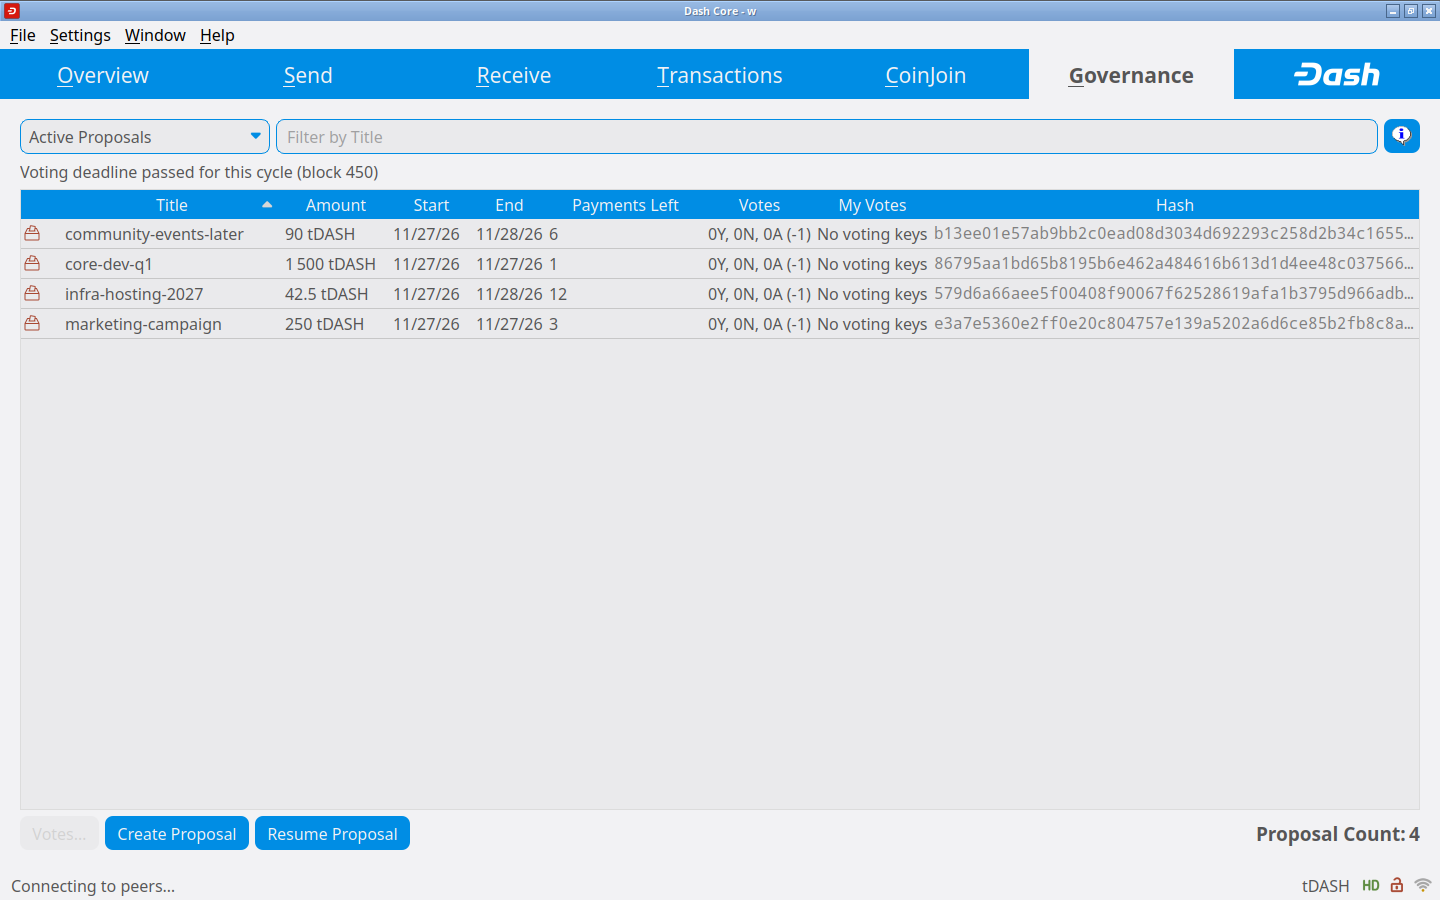 Dash Core - w
File Settings Window Help
Overview Send Receive Transactions CoinJoin Governance Dash
Active Proposals Filter by Title
Voting deadline passed for this cycle (block 450)
Title Amount Start End Payments Left Votes My Votes Hash
community-events-later 90 tDASH 11/27/26 11/28/26 6 0Y, 0N, 0A (-1) No voting keys b13ee01e57ab9bb2c0ead08d3034d692293c258d2b34c1655…
core-dev-q1 1 500 tDASH 11/27/26 11/27/26 1 0Y, 0N, 0A (-1) No voting keys 86795aa1bd65b8195b6e462a484616b613d1d4ee48c037566…
infra-hosting-2027 42.5 tDASH 11/27/26 11/28/26 12 0Y, 0N, 0A (-1) No voting keys 579d6a66aee5f00408f90067f62528619afa1b3795d966adb…
marketing-campaign 250 tDASH 11/27/26 11/27/26 3 0Y, 0N, 0A (-1) No voting keys e3a7e5360e2ff0e20c804757e139a5202a6d6ce85b2fb8c8a…
Votes... Create Proposal Resume Proposal Proposal Count: 4
Connecting to peers... tDASH HD